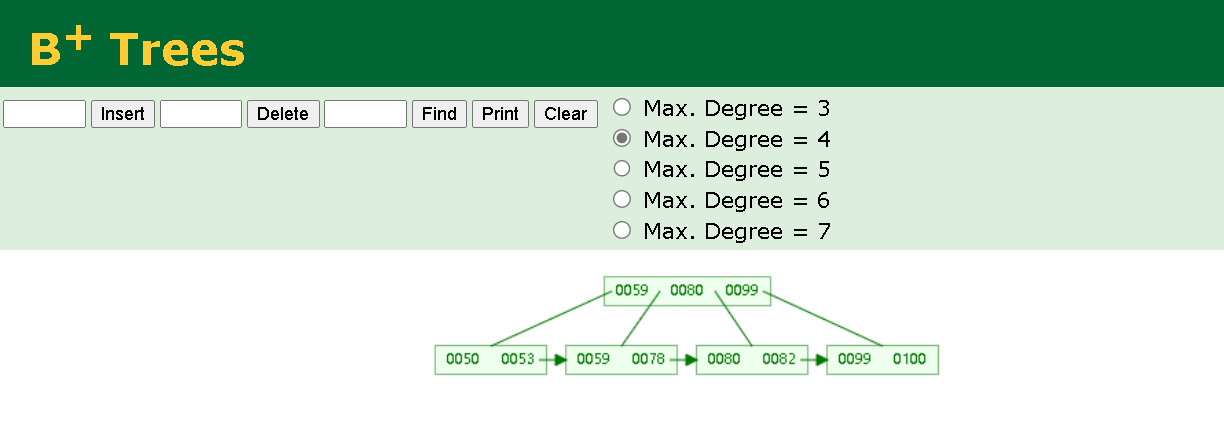 B+ Trees
Insert Delete Find Print Clear
Max. Degree = 3
Max. Degree = 4
Max. Degree = 5
Max. Degree = 6
Max. Degree = 7
0059 0080 0099
0050 0053 0059 0078 0080 0082 0099 0100